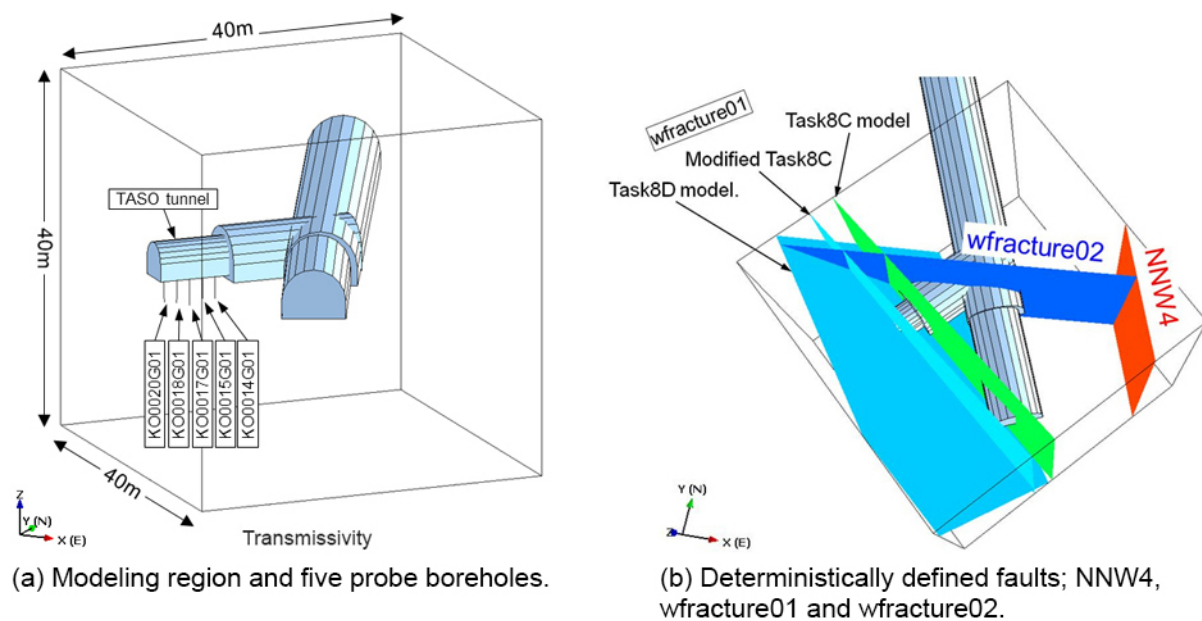 40m
40m
TASO tunnel
KO0020G01
KO0018G01
KO0017G01
KO0015G01
KO0014G01
40m
Z
Y (N)
X (E)
Transmissivity
(a) Modeling region and five probe boreholes.
wfracture01
Task8C model
Modified Task8C
Task8D model.
wfracture02
NNW4
Y (N)
Z
X (E)
(b) Deterministically defined faults; NNW4,
wfracture01 and wfracture02.